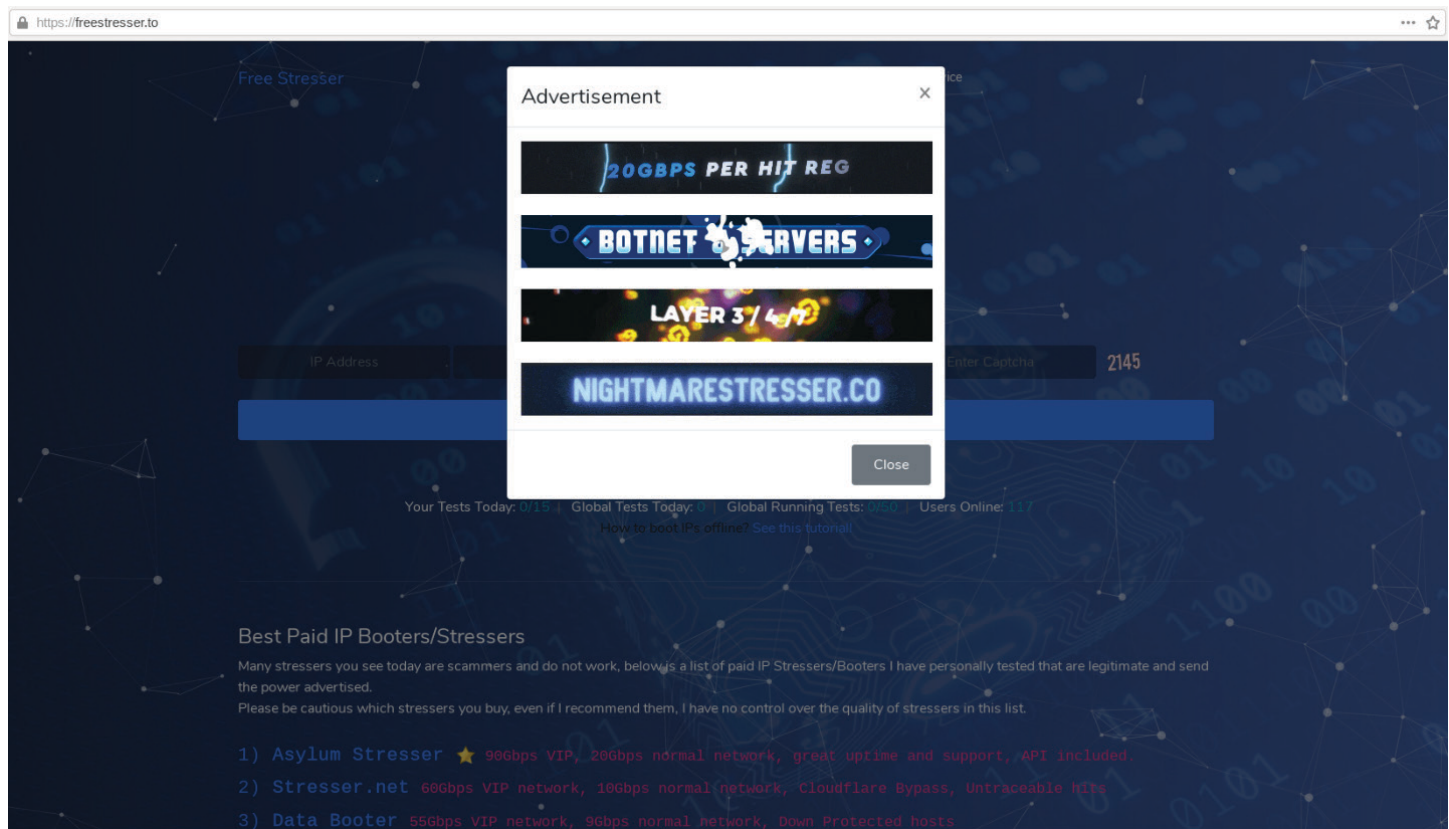 https://freestresser.to
Free Stresser
rice
Advertisement
x
20GBPS PER HIT REG
BOTNET & SERVERS
LAYER 3/4/7
NIGHTMARESTRESSER.CO
IP Address
Enter Captcha
2145
Close
Your Tests Today: 0/15 | Global Tests Today: 0 | Global Running Tests: 0/50 | Users Online: 117
How to boot IPs offline? See this tutorial!
Best Paid IP Booters/Stressers
Many stressers you see today are scammers and do not work, below is a list of paid IP Stressers/Booters I have personally tested that are legitimate and send
the power advertised.
Please be cautious which stressers you buy, even if I recommend them, I have no control over the quality of stressers in this list.
1) Asylum Stresser ⭐ 90Gbps VIP, 20Gbps normal network, great uptime and support, API included.
2) Stresser.net 60Gbps VIP network, 10Gbps normal network, Cloudflare Bypass, Untraceable hits
3) Data Booter 55Gbps VIP network, 9Gbps normal network, Down Protected hosts